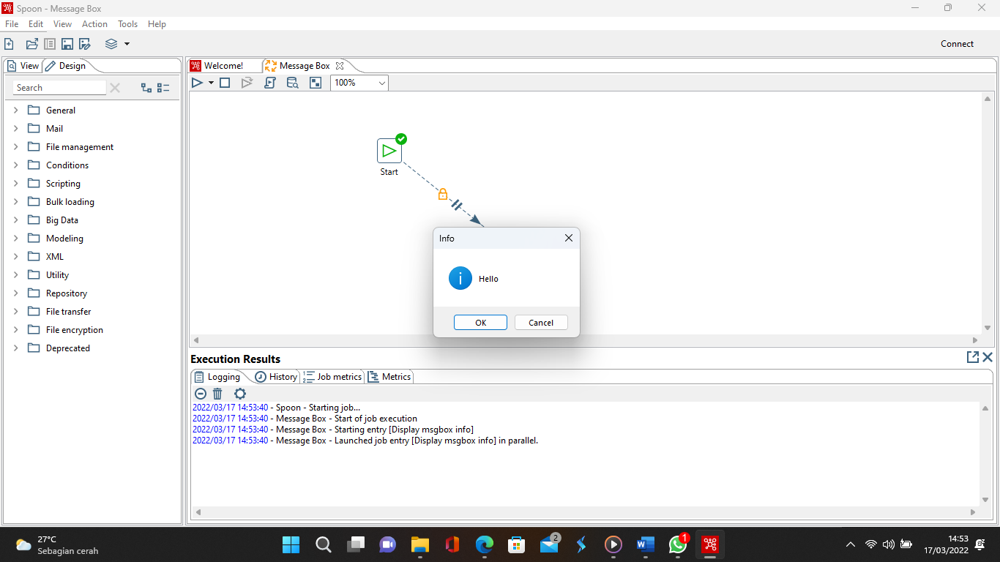 Spoon - Message Box
File Edit View Action Tools Help
Connect
View Design
Search
General
Mail
File management
Conditions
Scripting
Bulk loading
Big Data
Modeling
XML
Utility
Repository
File transfer
File encryption
Deprecated
Welcome! Message Box
100%
Start
Info
Hello
OK Cancel
Execution Results
Logging History Job metrics Metrics
2022/03/17 14:53:40 - Spoon - Starting job...
2022/03/17 14:53:40 - Message Box - Start of job execution
2022/03/17 14:53:40 - Message Box - Starting entry [Display msgbox info]
2022/03/17 14:53:40 - Message Box - Launched job entry [Display msgbox info] in parallel.
27°C
Sebagian cerah
2
1
14:53
17/03/2022